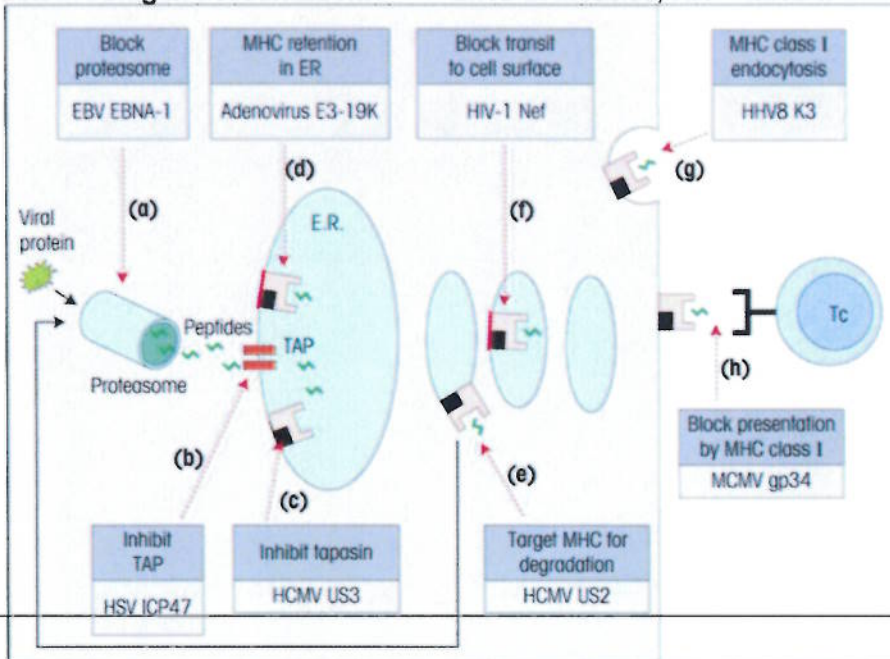 Block
proteasome
EBV EBNA-1
MHC retention
in ER
Adenovirus E3-19K
Block transit
to cell surface
HIV-1 Nef
MHC class I
endocytosis
HHV8 K3
(a)
(d)
(f)
(g)
Viral
protein
E.R.
Peptides
TAP
Proteasome
Tc
(h)
(b)
(c)
(e)
Block presentation
by MHC class I
MCMV gp34
Inhibit
TAP
HSV ICP47
Inhibit tapasin
HCMV US3
Target MHC for
degradation
HCMV US2